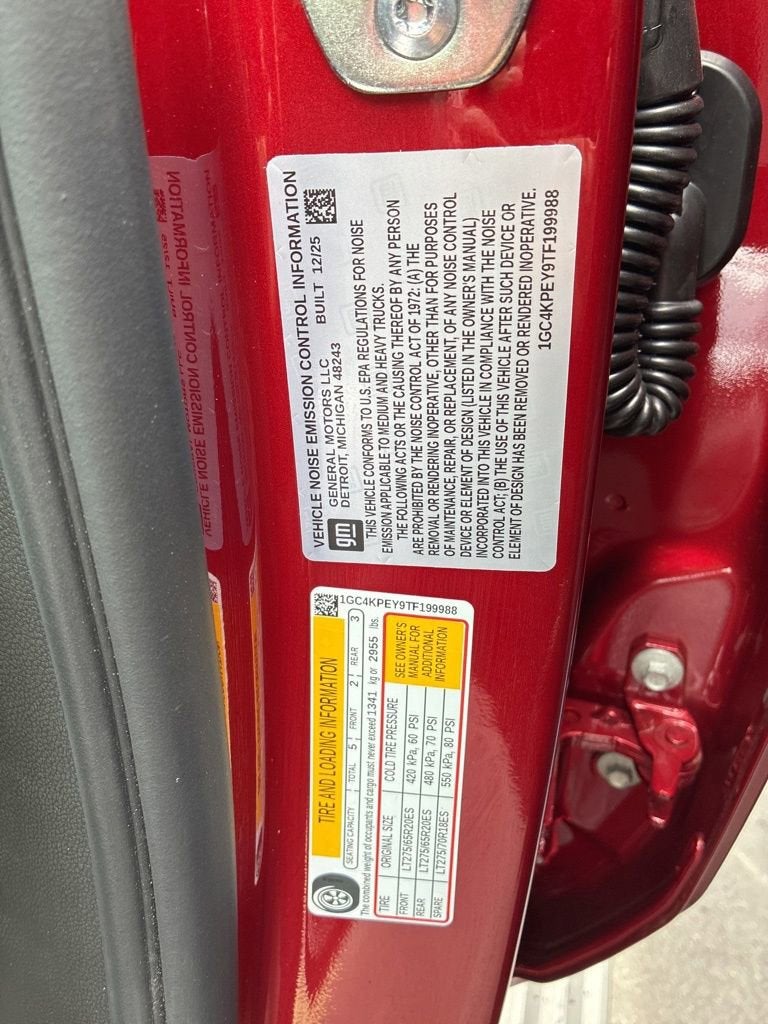 VEHICLE NOISE EMISSION CONTROL INFORMATION
gm
GENERAL MOTORS LLC BUILT 12/25
DETROIT, MICHIGAN 48243
THIS VEHICLE CONFORMS TO U.S. EPA REGULATIONS FOR NOISE
EMISSION APPLICABLE TO MEDIUM AND HEAVY TRUCKS.
THE FOLLOWING ACTS OR THE CAUSING THEREOF BY ANY PERSON
ARE PROHIBITED BY THE NOISE CONTROL ACT OF 1972: (A) THE
REMOVAL OR RENDERING INOPERATIVE, OTHER THAN FOR PURPOSES
OF MAINTENANCE, REPAIR, OR REPLACEMENT, OF ANY NOISE CONTROL
DEVICE OR ELEMENT OF DESIGN (LISTED IN THE OWNER'S MANUAL)
INCORPORATED INTO THIS VEHICLE IN COMPLIANCE WITH THE NOISE
CONTROL ACT; (B) THE USE OF THIS VEHICLE AFTER SUCH DEVICE OR
ELEMENT OF DESIGN HAS BEEN REMOVED OR RENDERED INOPERATIVE.
1GC4KPEY9TF199988
TIRE AND LOADING INFORMATION
1GC4KPEY9TF199988
SEATING CAPACITY TOTAL 5 FRONT 2 REAR 3
The combined weight of occupants and cargo must never exceed 1341 kg or 2955 lbs.
TIRE ORIGINAL SIZE COLD TIRE PRESSURE
FRONT LT275/65R20ES 420 kPa, 60 PSI
REAR LT275/65R20ES 480 kPa, 70 PSI
SPARE LT275/70R18ES 550 kPa, 80 PSI
SEE OWNER'S
MANUAL FOR
ADDITIONAL
INFORMATION